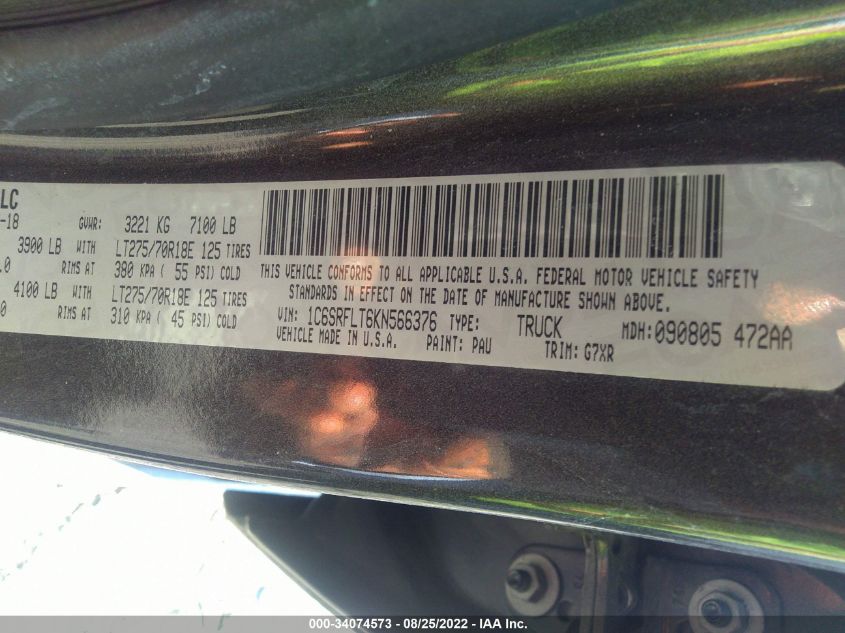 LC
-18 GVWR: 3221 KG 7100 LB
3900 LB WITH LT275/70R18E 125 TIRES
.0 RIMS AT 380 KPA ( 55 PSI) COLD
4100 LB WITH LT275/70R18E 125 TIRES
0 RIMS AT 310 KPA ( 45 PSI) COLD
THIS VEHICLE CONFORMS TO ALL APPLICABLE U.S.A. FEDERAL MOTOR VEHICLE SAFETY
STANDARDS IN EFFECT ON THE DATE OF MANUFACTURE SHOWN ABOVE.
VIN: 1C6SRFLT6KN566376 TYPE: TRUCK MDH: 090805 472AA
VEHICLE MADE IN U.S.A. PAINT: PAU TRIM: G7XR
000-34074573 - 08/25/2022 - IAA Inc.